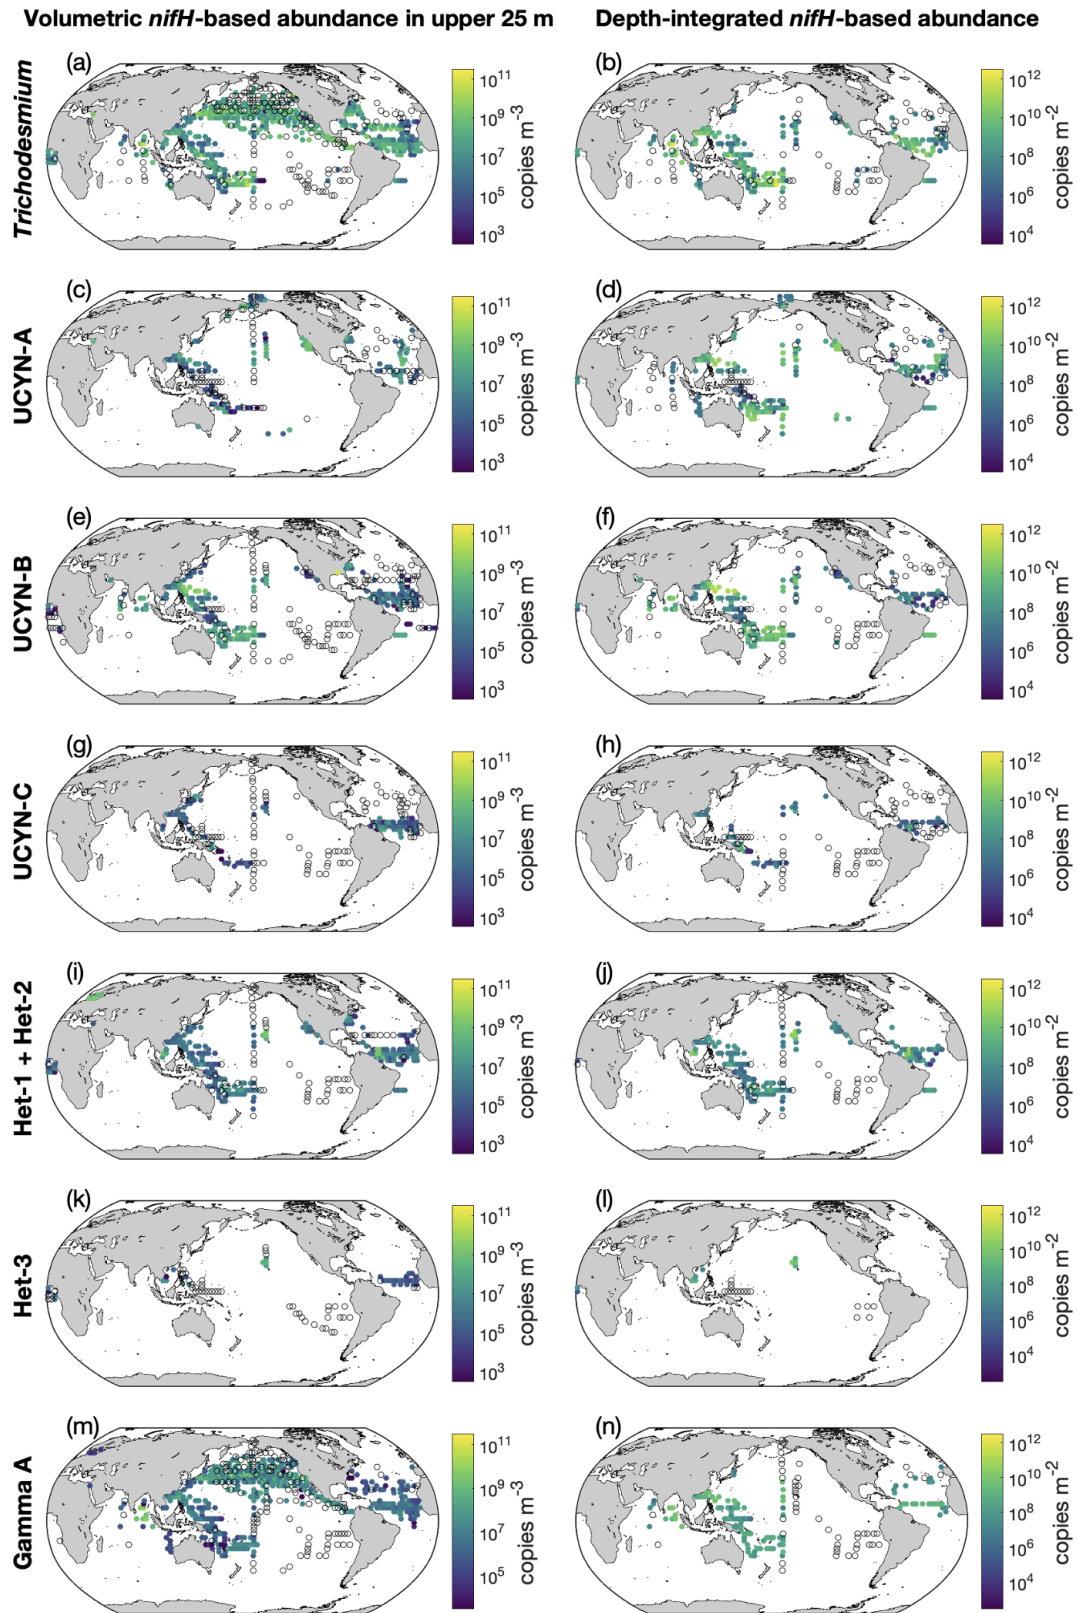 Volumetric nifH-based abundance in upper 25 m
Depth-integrated nifH-based abundance
Trichodesmium
(a)
10^11
10^9
10^7
10^5
10^3
copies m^-3
(b)
10^12
10^10
10^8
10^6
10^4
copies m^-2
UCYN-A
(c)
10^11
10^9
10^7
10^5
10^3
copies m^-3
(d)
10^12
10^10
10^8
10^6
10^4
copies m^-2
UCYN-B
(e)
10^11
10^9
10^7
10^5
10^3
copies m^-3
(f)
10^12
10^10
10^8
10^6
10^4
copies m^-2
UCYN-C
(g)
10^11
10^9
10^7
10^5
10^3
copies m^-3
(h)
10^12
10^10
10^8
10^6
10^4
copies m^-2
Het-1 + Het-2
(i)
10^11
10^9
10^7
10^5
10^3
copies m^-3
(j)
10^12
10^10
10^8
10^6
10^4
copies m^-2
Het-3
(k)
10^11
10^9
10^7
10^5
10^3
copies m^-3
(l)
10^12
10^10
10^8
10^6
10^4
copies m^-2
Gamma A
(m)
10^11
10^9
10^7
10^5
copies m^-3
(n)
10^12
10^10
10^8
10^6
10^4
copies m^-2